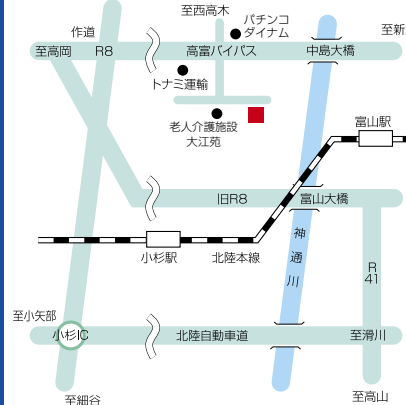 至西高木
パチンコ
ダイナム
作道
至新
至高岡 R8 高富バイパス 中島大橋
トナミ運輸
富山駅
老人介護施設
大江苑
旧R8 富山大橋
神通川
小杉駅 北陸本線
R
41
至小矢部
小杉IC 北陸自動車道 至滑川
至細谷 至高山